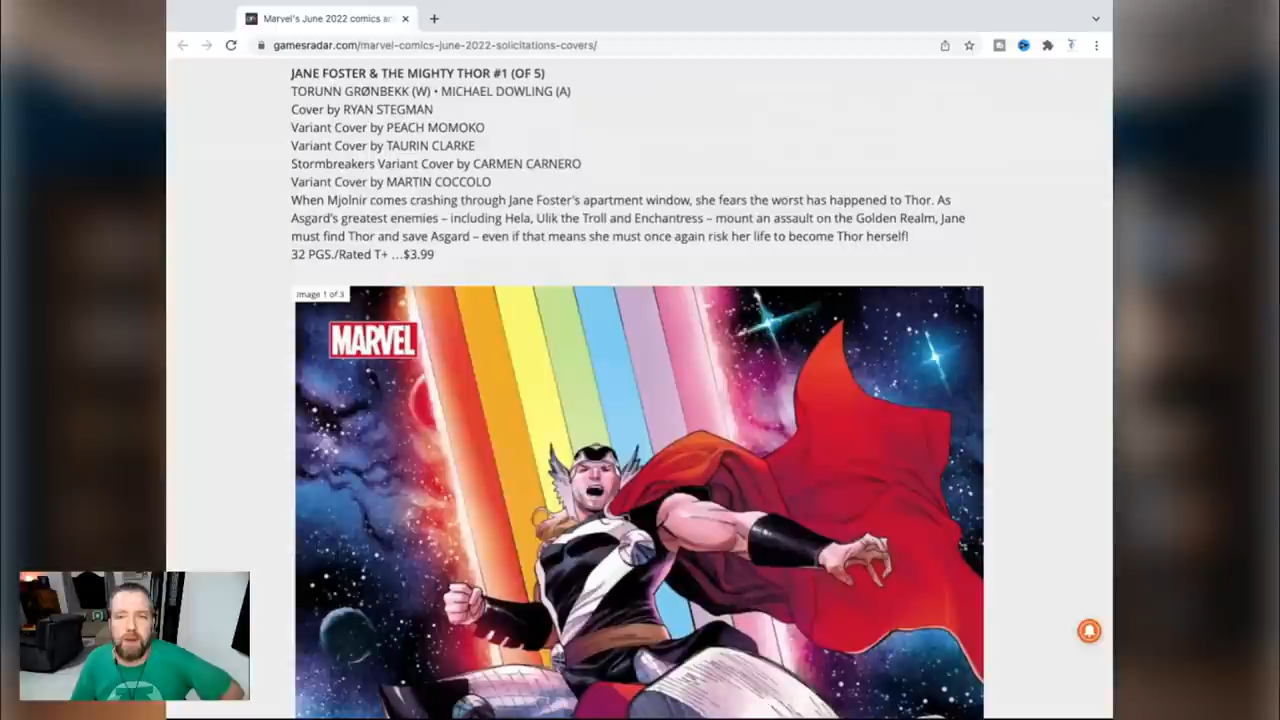 Marvel's June 2022 comics an
gamesradar.com/marvel-comics-june-2022-solicitations-covers/
JANE FOSTER & THE MIGHTY THOR #1 (OF 5)
TORUNN GRØNBEKK (W) • MICHAEL DOWLING (A)
Cover by RYAN STEGMAN
Variant Cover by PEACH MOMOKO
Variant Cover by TAURIN CLARKE
Stormbreakers Variant Cover by CARMEN CARNERO
Variant Cover by MARTIN COCCOLO
When Mjolnir comes crashing through Jane Foster's apartment window, she fears the worst has happened to Thor. As
Asgard's greatest enemies – including Hela, Ulik the Troll and Enchantress – mount an assault on the Golden Realm, Jane
must find Thor and save Asgard – even if that means she must once again risk her life to become Thor herself!
32 PGS./Rated T+ …$3.99
Image 1 of 3
MARVEL